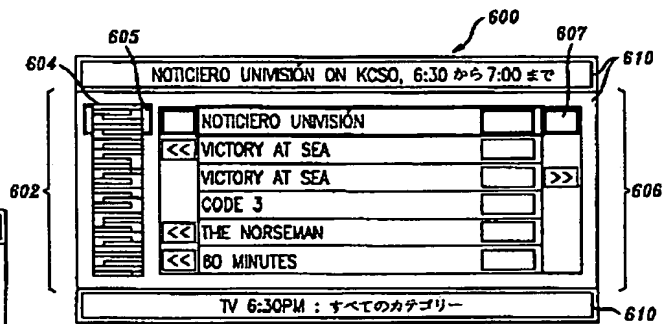 600
605
607
604
610
NOTICIERO UNIVISIÓN ON KCSO, 6:30 から 7:00 まで
NOTICIERO UNIVISIÓN
<< VICTORY AT SEA
VICTORY AT SEA >>
602
606
CODE 3
<< THE NORSEMAN
<< 60 MINUTES
TV 6:30PM : すべてのカテゴリー
610